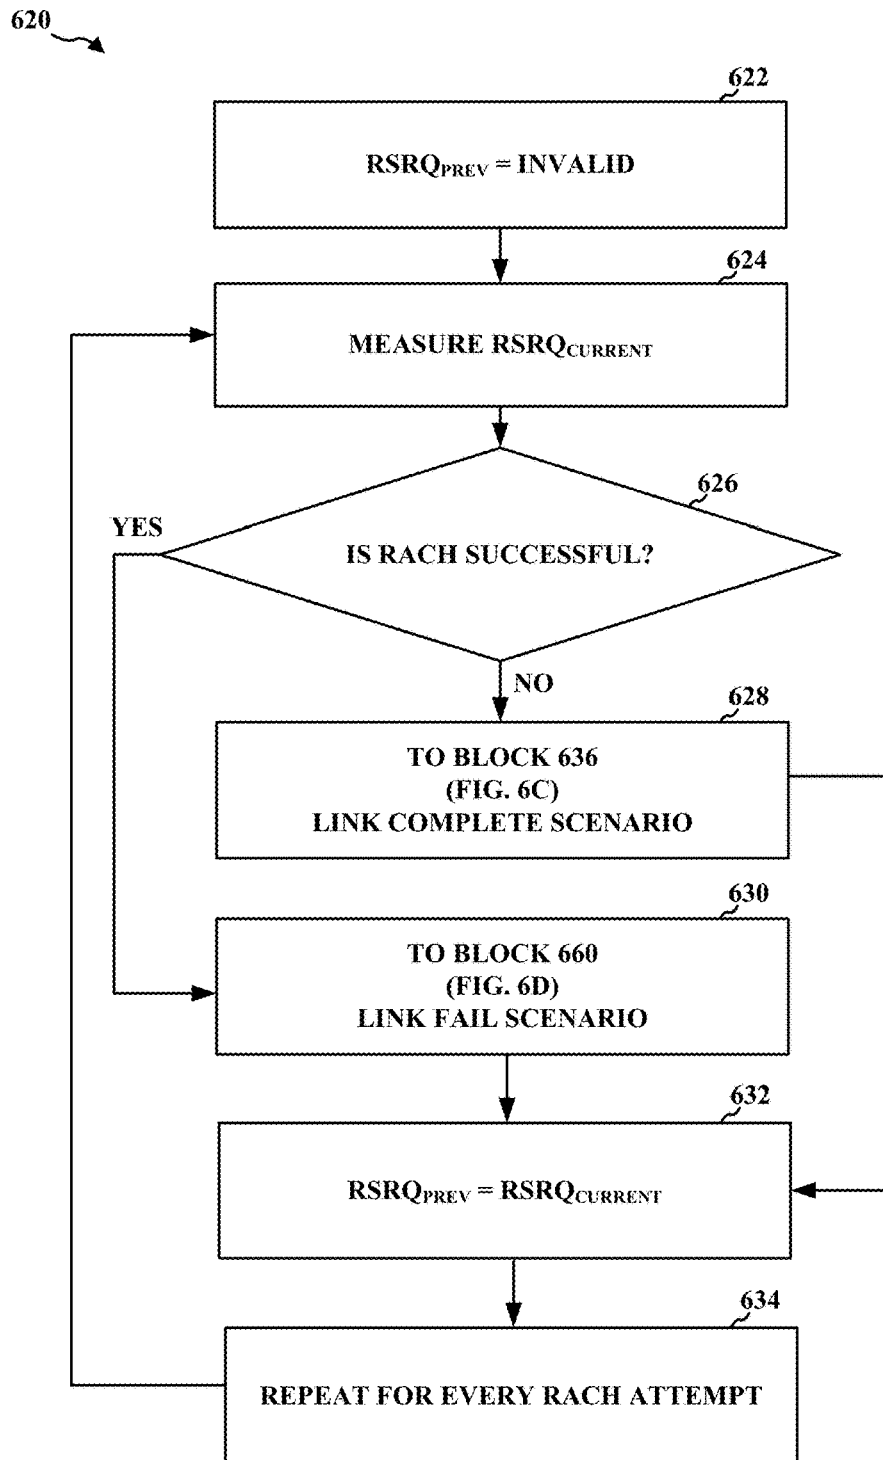 620
622
RSRQPREV = INVALID
624
MEASURE RSRQCURRENT
626
YES
IS RACH SUCCESSFUL?
NO
628
TO BLOCK 636
(FIG. 6C)
LINK COMPLETE SCENARIO
630
TO BLOCK 660
(FIG. 6D)
LINK FAIL SCENARIO
632
RSRQPREV = RSRQCURRENT
634
REPEAT FOR EVERY RACH ATTEMPT